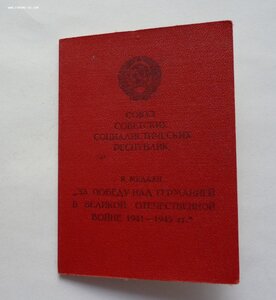 СОЮЗ
СОВЕТСКИХ
СОЦИАЛИСТИЧЕСКИХ
РЕСПУБЛИК
К МЕДАЛИ
„ЗА ПОБЕДУ НАД ГЕРМАНИЕЙ
В ВЕЛИКОЙ ОТЕЧЕСТВЕННОЙ
ВОЙНЕ 1941—1945 гг."